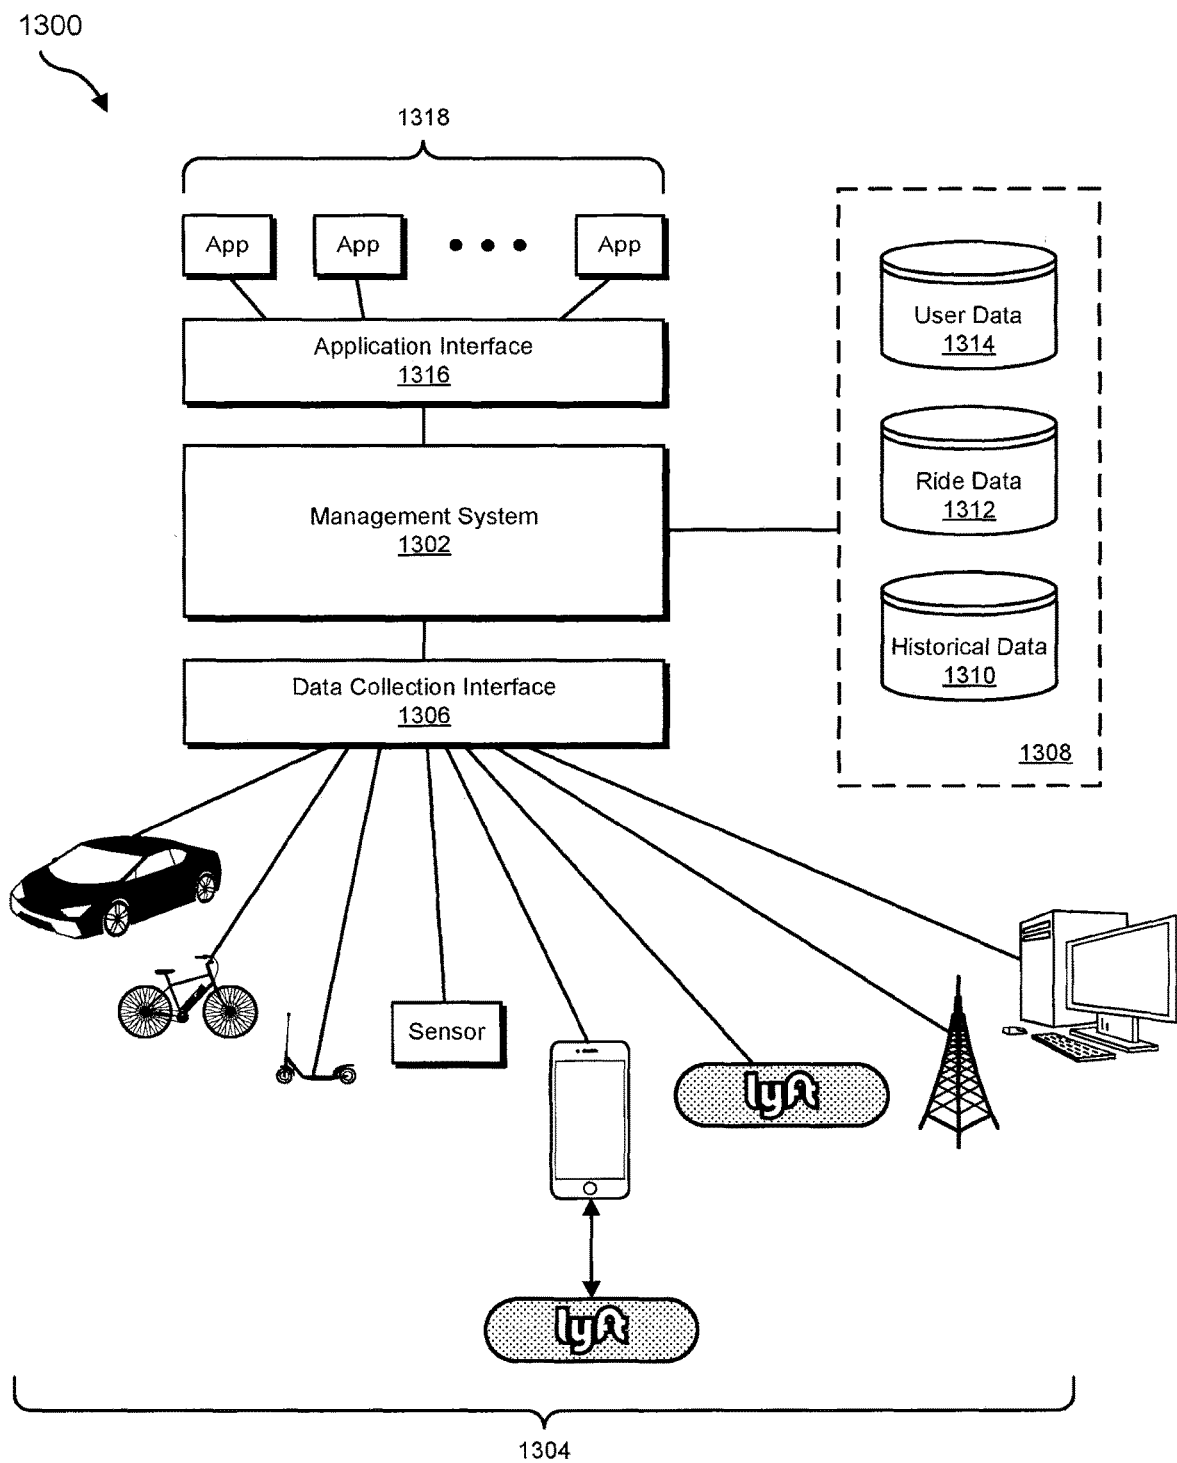 1300
1318
App
App
App
Application Interface
1316
Management System
1302
Data Collection Interface
1306
User Data
1314
Ride Data
1312
Historical Data
1310
1308
Sensor
lyft
lyft
1304